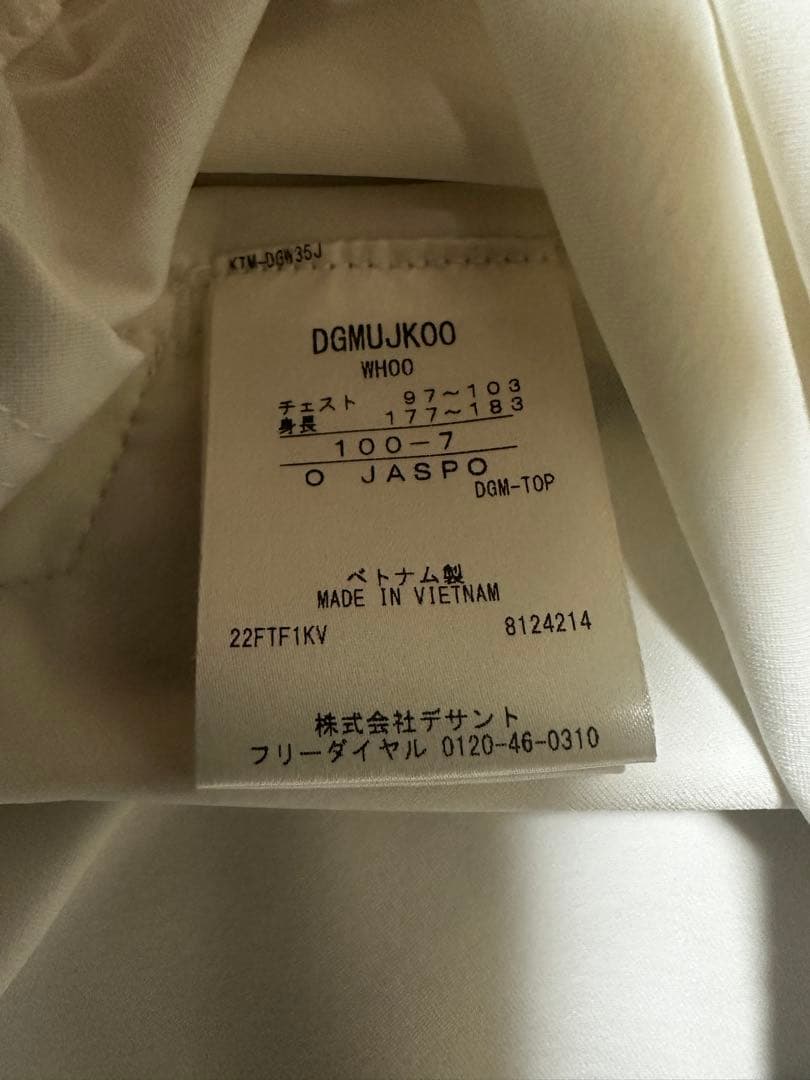 KTM-DGW35J
DGMUJK00
WH00
チェスト 97～103
身長 177～183
100-7
O JASPO
DGM-TOP
ベトナム製
MADE IN VIETNAM
22FTF1KV 8124214
株式会社デサント
フリーダイヤル 0120-46-0310